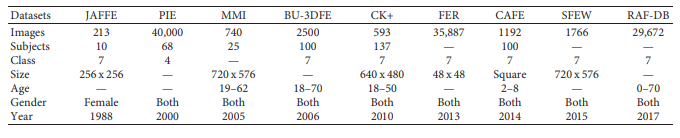 Datasets JAFFE PIE MMI BU-3DFE CK+ FER CAFE SFEW RAF-DB
Images 213 40,000 740 2500 593 35,887 1192 1766 29,672
Subjects 10 68 25 100 137 — 100 — —
Class 7 4 — 7 7 7 7 7 7
Size 256 x 256 — 720 x 576 — 640 x 480 48 x 48 Square 720 x 576 —
Age — — 19–62 18–70 18–50 — 2–8 — 0–70
Gender Female Both Both Both Both Both Both Both Both
Year 1988 2000 2005 2006 2010 2013 2014 2015 2017